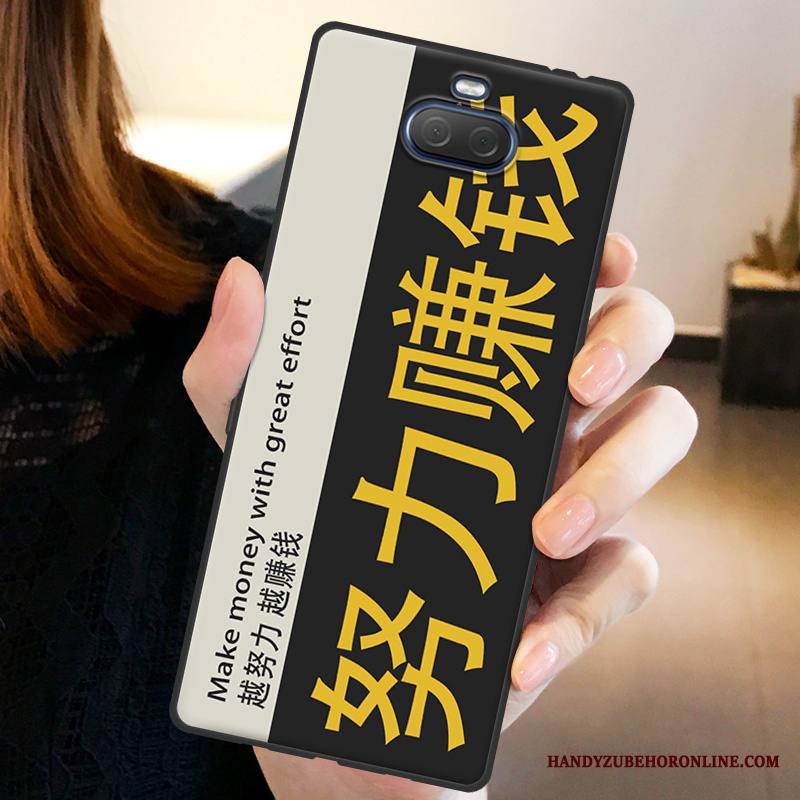 努力赚钱
Make money with great effort
越努力 越赚钱
HANDYZUBEHORONLINE.COM